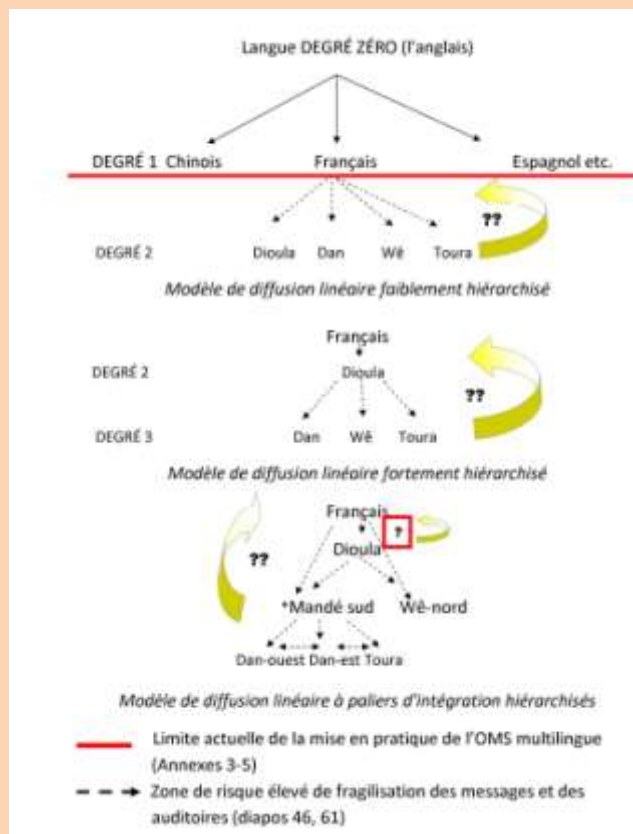 Langue DEGRÉ ZÉRO (l'anglais)
DEGRÉ 1 Chinois Français Espagnol etc.
??
DEGRÉ 2 Dioula Dan Wê Toura
Modèle de diffusion linéaire faiblement hiérarchisé
Français
DEGRÉ 2 Dioula
??
DEGRÉ 3 Dan Wê Toura
Modèle de diffusion linéaire fortement hiérarchisé
Français
?
Dioula
??
*Mandé sud Wê-nord
Dan-ouest Dan-est Toura
Modèle de diffusion linéaire à paliers d'intégration hiérarchisés
Limite actuelle de la mise en pratique de l'OMS multilingue
(Annexes 3-5)
Zone de risque élevé de fragilisation des messages et des
auditoires (diapos 46, 61)